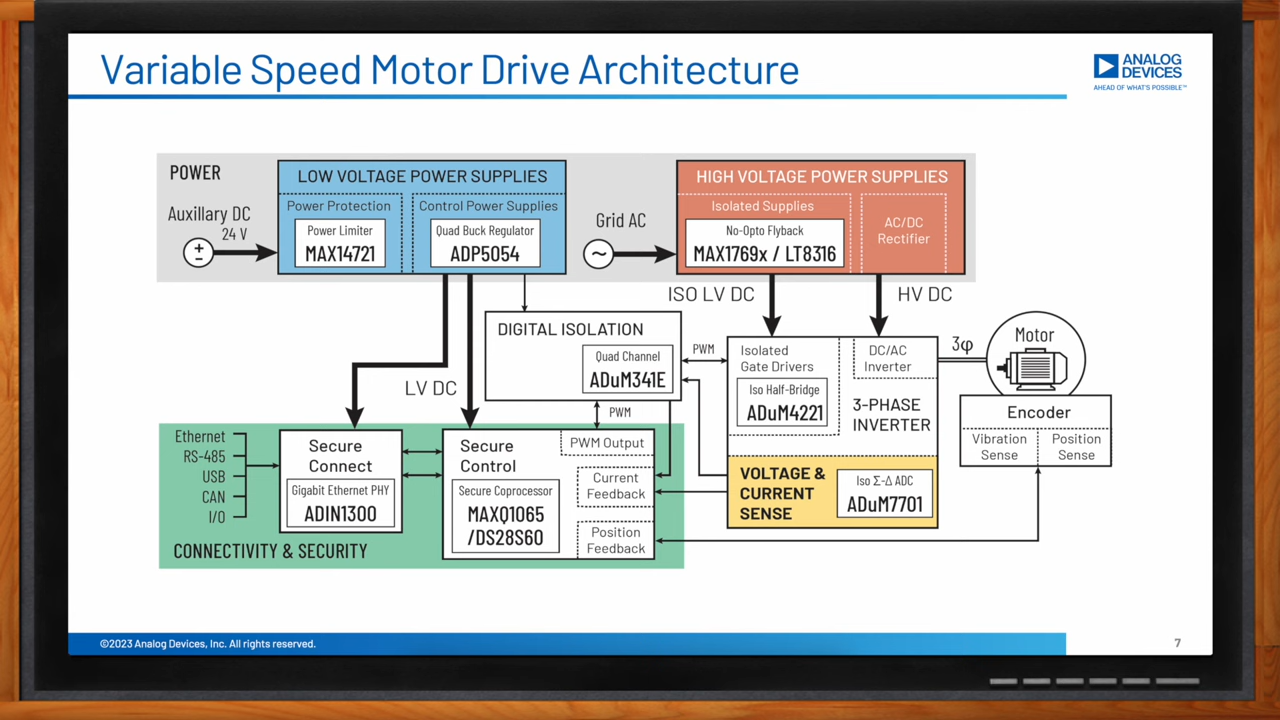 Variable Speed Motor Drive Architecture
ANALOG
DEVICES
AHEAD OF WHAT'S POSSIBLE™
POWER
Auxillary DC
24 V
LOW VOLTAGE POWER SUPPLIES
Power Protection
Power Limiter
MAX14721
Control Power Supplies
Quad Buck Regulator
ADP5054
Grid AC
HIGH VOLTAGE POWER SUPPLIES
Isolated Supplies
No-Opto Flyback
MAX1769x / LT8316
AC/DC
Rectifier
ISO LV DC
HV DC
LV DC
DIGITAL ISOLATION
Quad Channel
ADuM341E
PWM
PWM
Isolated
Gate Drivers
Iso Half-Bridge
ADuM4221
DC/AC
Inverter
3-PHASE
INVERTER
3φ
Motor
Encoder
Vibration
Sense
Position
Sense
VOLTAGE &
CURRENT
SENSE
Iso Σ-Δ ADC
ADuM7701
Ethernet
RS-485
USB
CAN
I/O
Secure
Connect
Gigabit Ethernet PHY
ADIN1300
Secure
Control
Secure Coprocessor
MAXQ1065
/DS28S60
PWM Output
Current
Feedback
Position
Feedback
CONNECTIVITY & SECURITY
©2023 Analog Devices, Inc. All rights reserved.
7